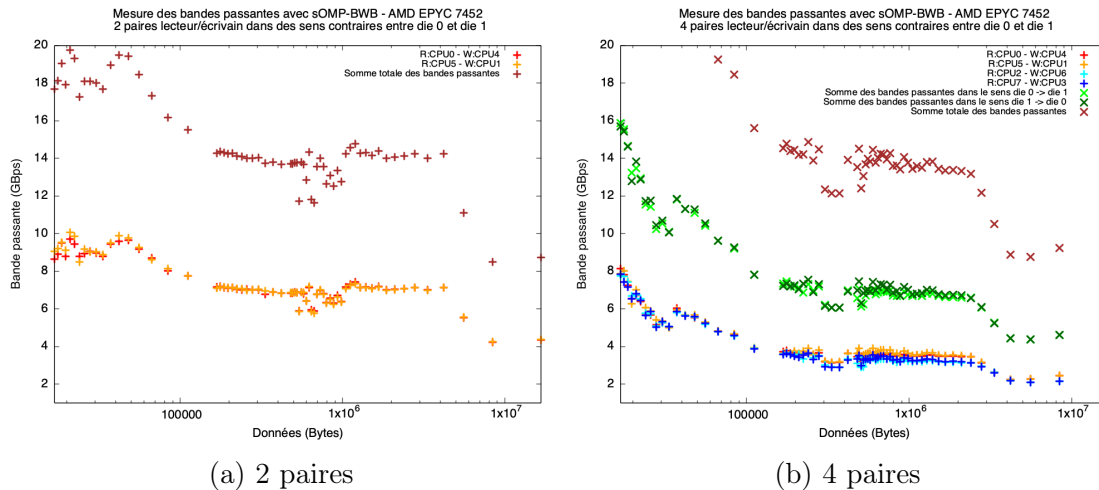 Mesure des bandes passantes avec sOMP-BWB - AMD EPYC 7452
2 paires lecteur/écrivain dans des sens contraires entre die 0 et die 1
20
18
16
14
12
10
8
6
4
2
Bande passante (GBps)
R:CPU0 - W:CPU4
R:CPU5 - W:CPU1
Somme totale des bandes passantes
100000
1x10^6
1x10^7
Données (Bytes)
(a) 2 paires
Mesure des bandes passantes avec sOMP-BWB - AMD EPYC 7452
4 paires lecteur/écrivain dans des sens contraires entre die 0 et die 1
20
18
16
14
12
10
8
6
4
2
Bande passante (GBps)
R:CPU0 - W:CPU4
R:CPU5 - W:CPU1
R:CPU2 - W:CPU6
R:CPU7 - W:CPU3
Somme des bandes passantes dans le sens die 0 -> die 1
Somme des bandes passantes dans le sens die 1 -> die 0
Somme totale des bandes passantes
100000
1x10^6
1x10^7
Données (Bytes)
(b) 4 paires